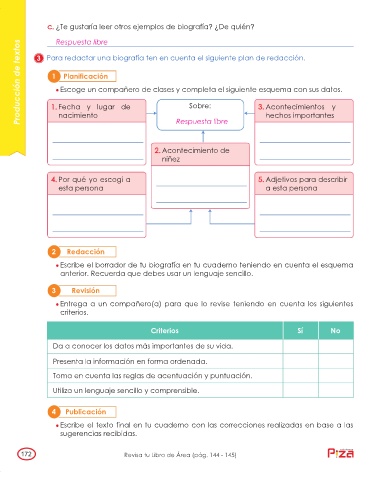 c. ¿Te gustaría leer otros ejemplos de biografía? ¿De quién?
Respuesta libre
Producción de textos
3 Para redactar una biografía ten en cuenta el siguiente plan de redacción.
1 Planificación
• Escoge un compañero de clases y completa el siguiente esquema con sus datos.
1. Fecha y lugar de
nacimiento
Sobre:
Respuesta libre
3. Acontecimientos y
hechos importantes
2. Acontecimiento de
niñez
4. Por qué yo escogí a
esta persona
5. Adjetivos para describir
a esta persona
2 Redacción
• Escribe el borrador de tu biografía en tu cuaderno teniendo en cuenta el esquema
anterior. Recuerda que debes usar un lenguaje sencillo.
3 Revisión
• Entrega a un compañero(a) para que lo revise teniendo en cuenta los siguientes
criterios.
Criterios Sí No
Da a conocer los datos más importantes de su vida.
Presenta la información en forma ordenada.
Toma en cuenta las reglas de acentuación y puntuación.
Utiliza un lenguaje sencillo y comprensible.
4 Publicación
• Escribe el texto final en tu cuaderno con las correcciones realizadas en base a las
sugerencias recibidas.
172
Revisa tu Libro de Área (pág. 144 - 145)